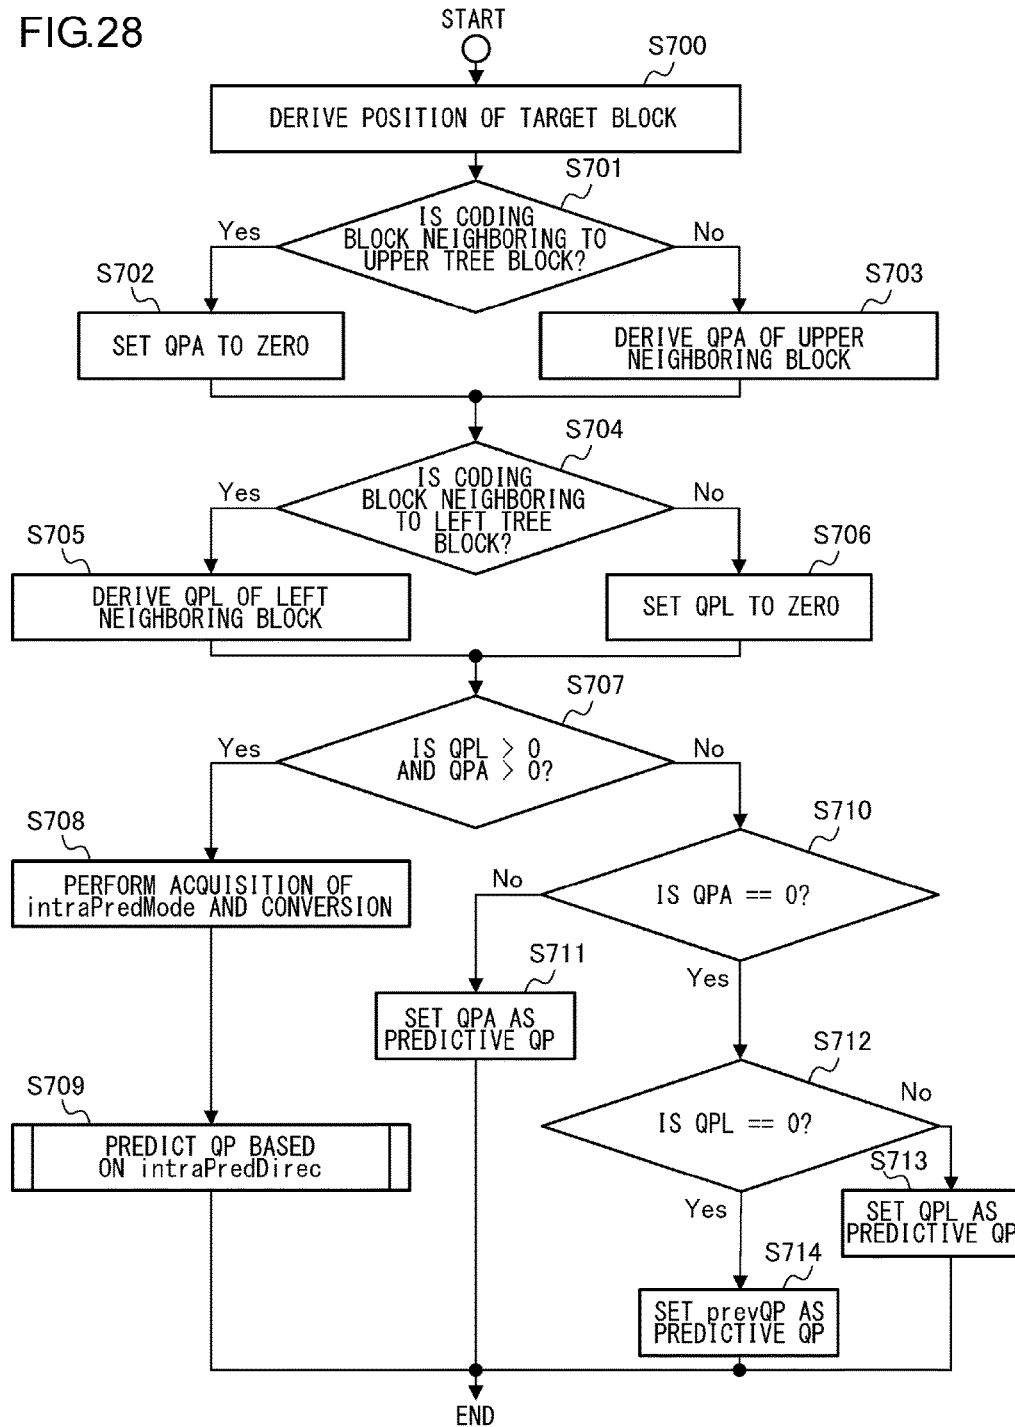 FIG.28
START
S700
DERIVE POSITION OF TARGET BLOCK
S701
IS CODING
BLOCK NEIGHBORING TO
UPPER TREE BLOCK?
Yes
No
S702
SET QPA TO ZERO
S703
DERIVE QPA OF UPPER
NEIGHBORING BLOCK
S704
IS CODING
BLOCK NEIGHBORING
TO LEFT TREE
BLOCK?
Yes
No
S705
DERIVE QPL OF LEFT
NEIGHBORING BLOCK
S706
SET QPL TO ZERO
S707
IS QPL > 0
AND QPA > 0?
Yes
No
S708
PERFORM ACQUISITION OF
intraPredMode AND CONVERSION
S710
IS QPA == 0?
No
Yes
S711
SET QPA AS
PREDICTIVE QP
S709
PREDICT QP BASED
ON intraPredDirec
S712
IS QPL == 0?
No
Yes
S713
SET QPL AS
PREDICTIVE QP
S714
SET prevQP AS
PREDICTIVE QP
END